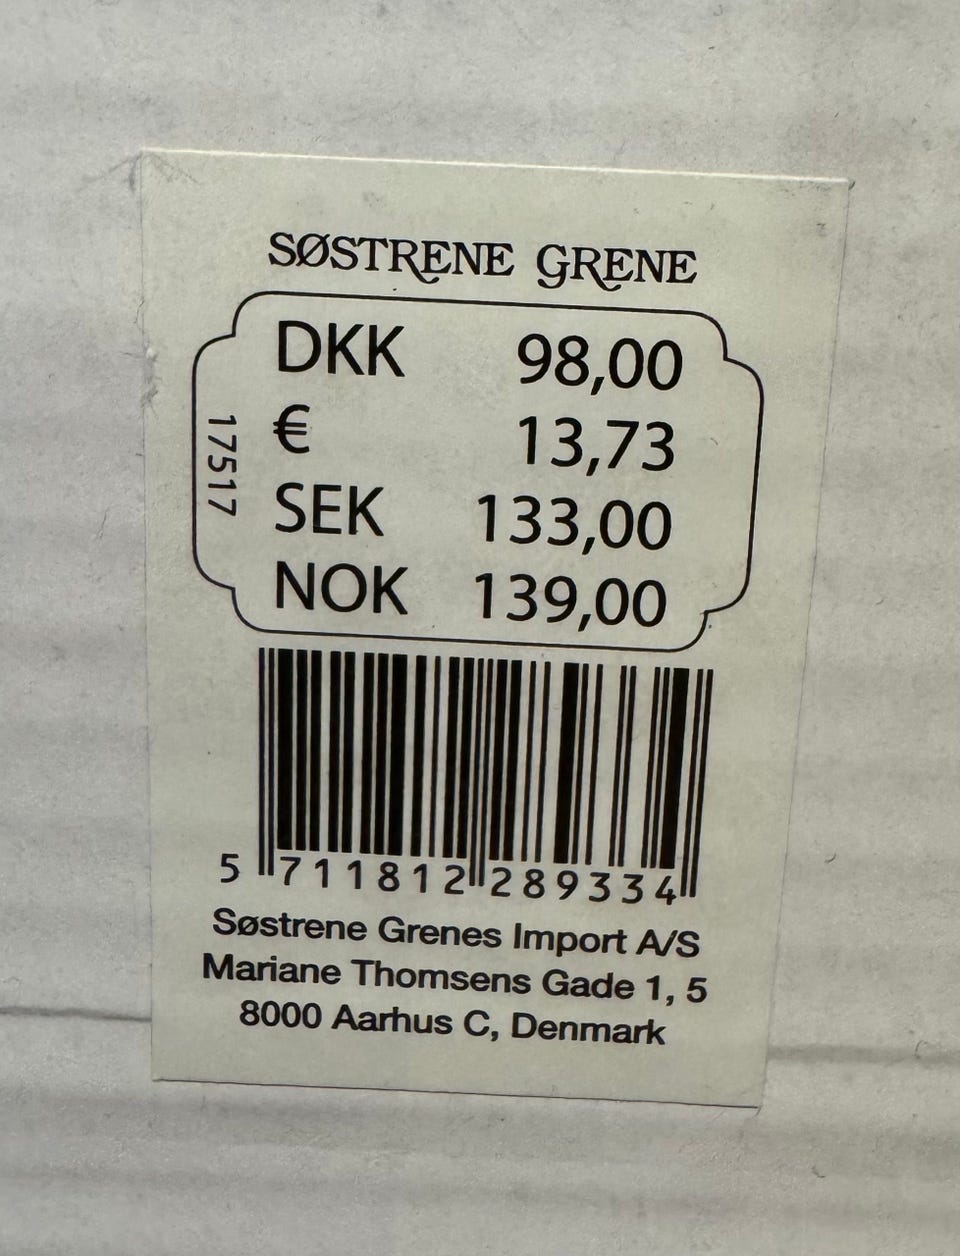 SØSTRENE GRENE
DKK 98,00
€ 13,73
SEK 133,00
NOK 139,00
17517
5 711812 289334
Søstrene Grenes Import A/S
Mariane Thomsens Gade 1, 5
8000 Aarhus C, Denmark